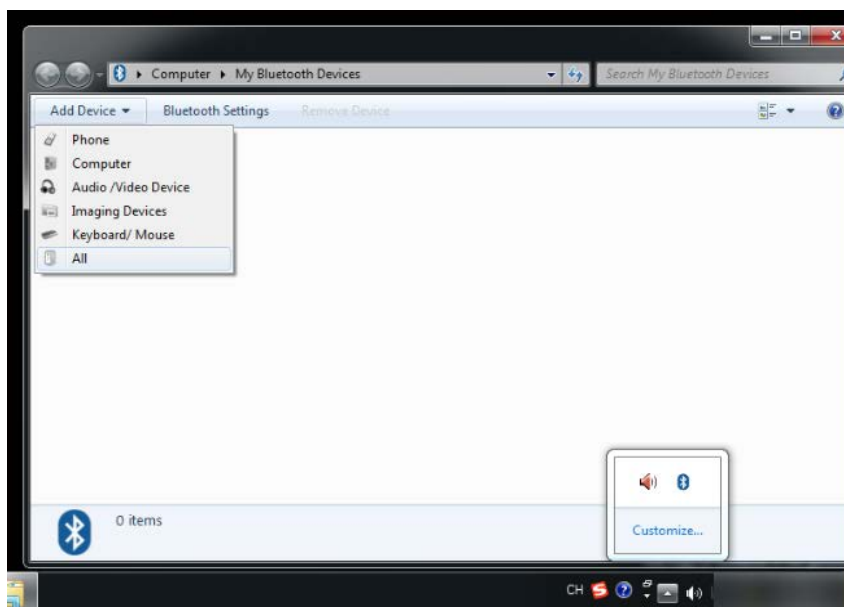 Computer ▸ My Bluetooth Devices
Search My Bluetooth Devices
Add Device
Bluetooth Settings
Remove Device
Phone
Computer
Audio /Video Device
Imaging Devices
Keyboard/ Mouse
All
0 items
Customize...
CH